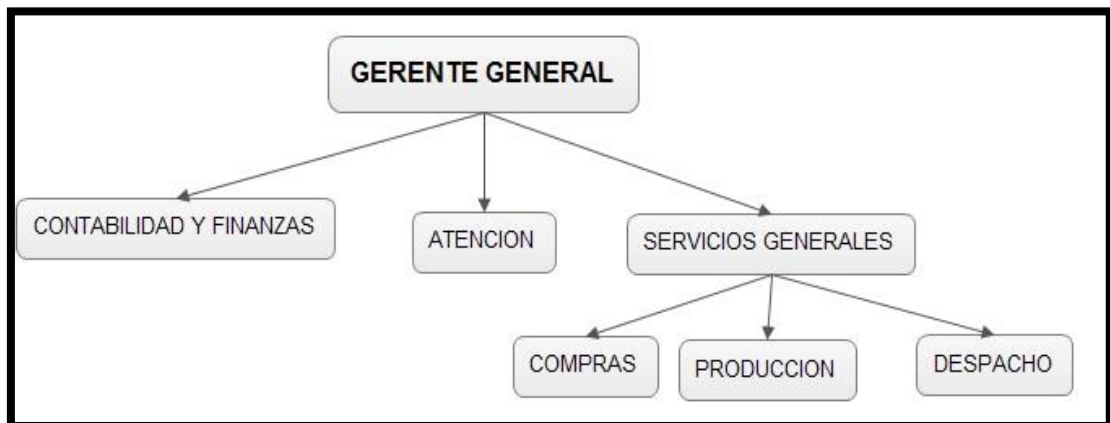 GERENTE GENERAL
CONTABILIDAD Y FINANZAS
ATENCION
SERVICIOS GENERALES
COMPRAS
PRODUCCION
DESPACHO